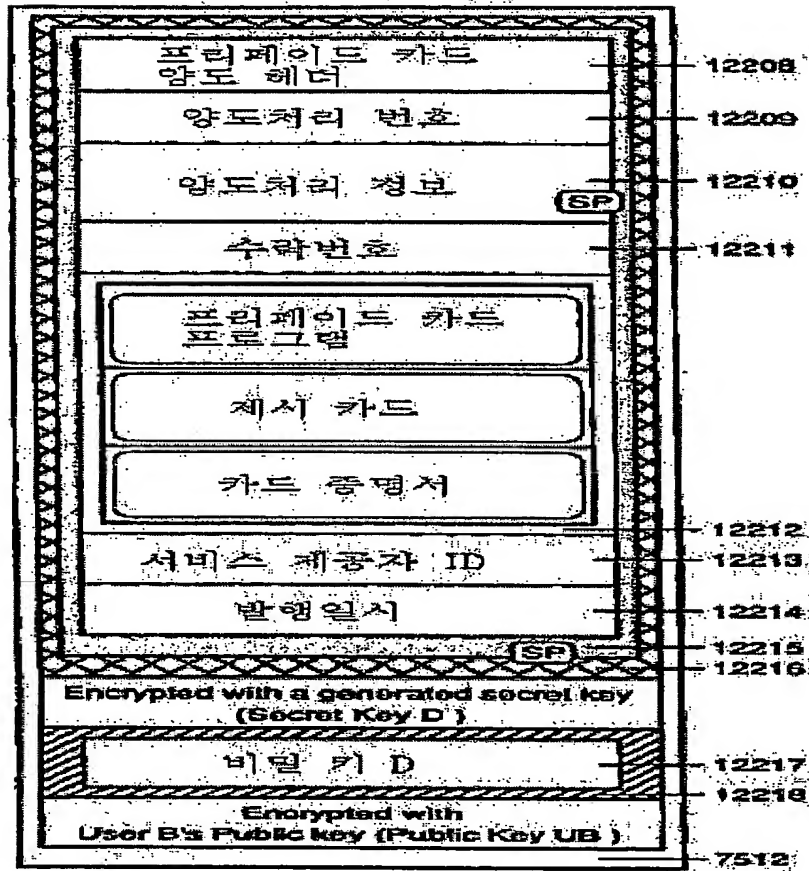 프리페이드 카드
양도 헤더
12208
양도처리 번호
12209
양도처리 정보
12210
SP
수락번호
12211
프리페이드 카드
프로그램
제시 카드
카드 증명서
12212
서비스 제공자 ID
12213
발행일시
12214
12215
SP
12216
Encrypted with a generated secret key
(Secret Key D )
비밀 키 D
12217
12218
Encrypted with
User B's Public key (Public Key UB )
7512